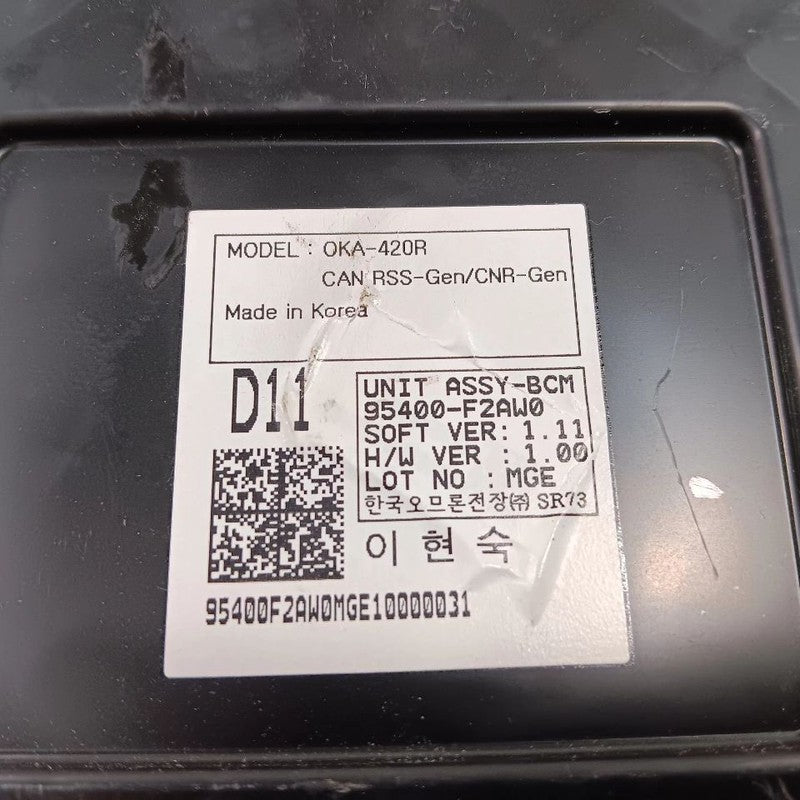 MODEL : OKA-420R
CAN RSS-Gen/CNR-Gen
Made in Korea
D11
UNIT ASSY-BCM
95400-F2AW0
SOFT VER: 1.11
H/W VER : 1.00
LOT NO : MGE
한국오므론전장㈜ SR73
이현숙
95400F2AW0MGE10000031